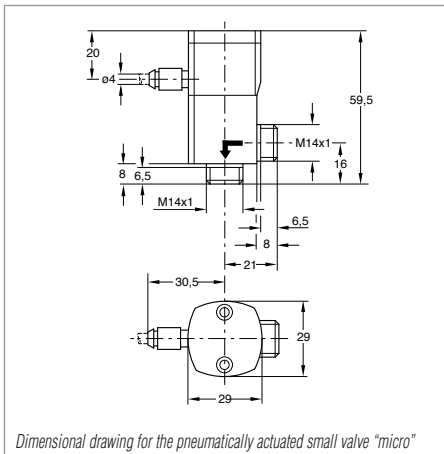 20
ø4
59,5
M14x1
16
8
6,5
M14x1
6,5
8
21
30,5
29
29
Dimensional drawing for the pneumatically actuated small valve “micro”